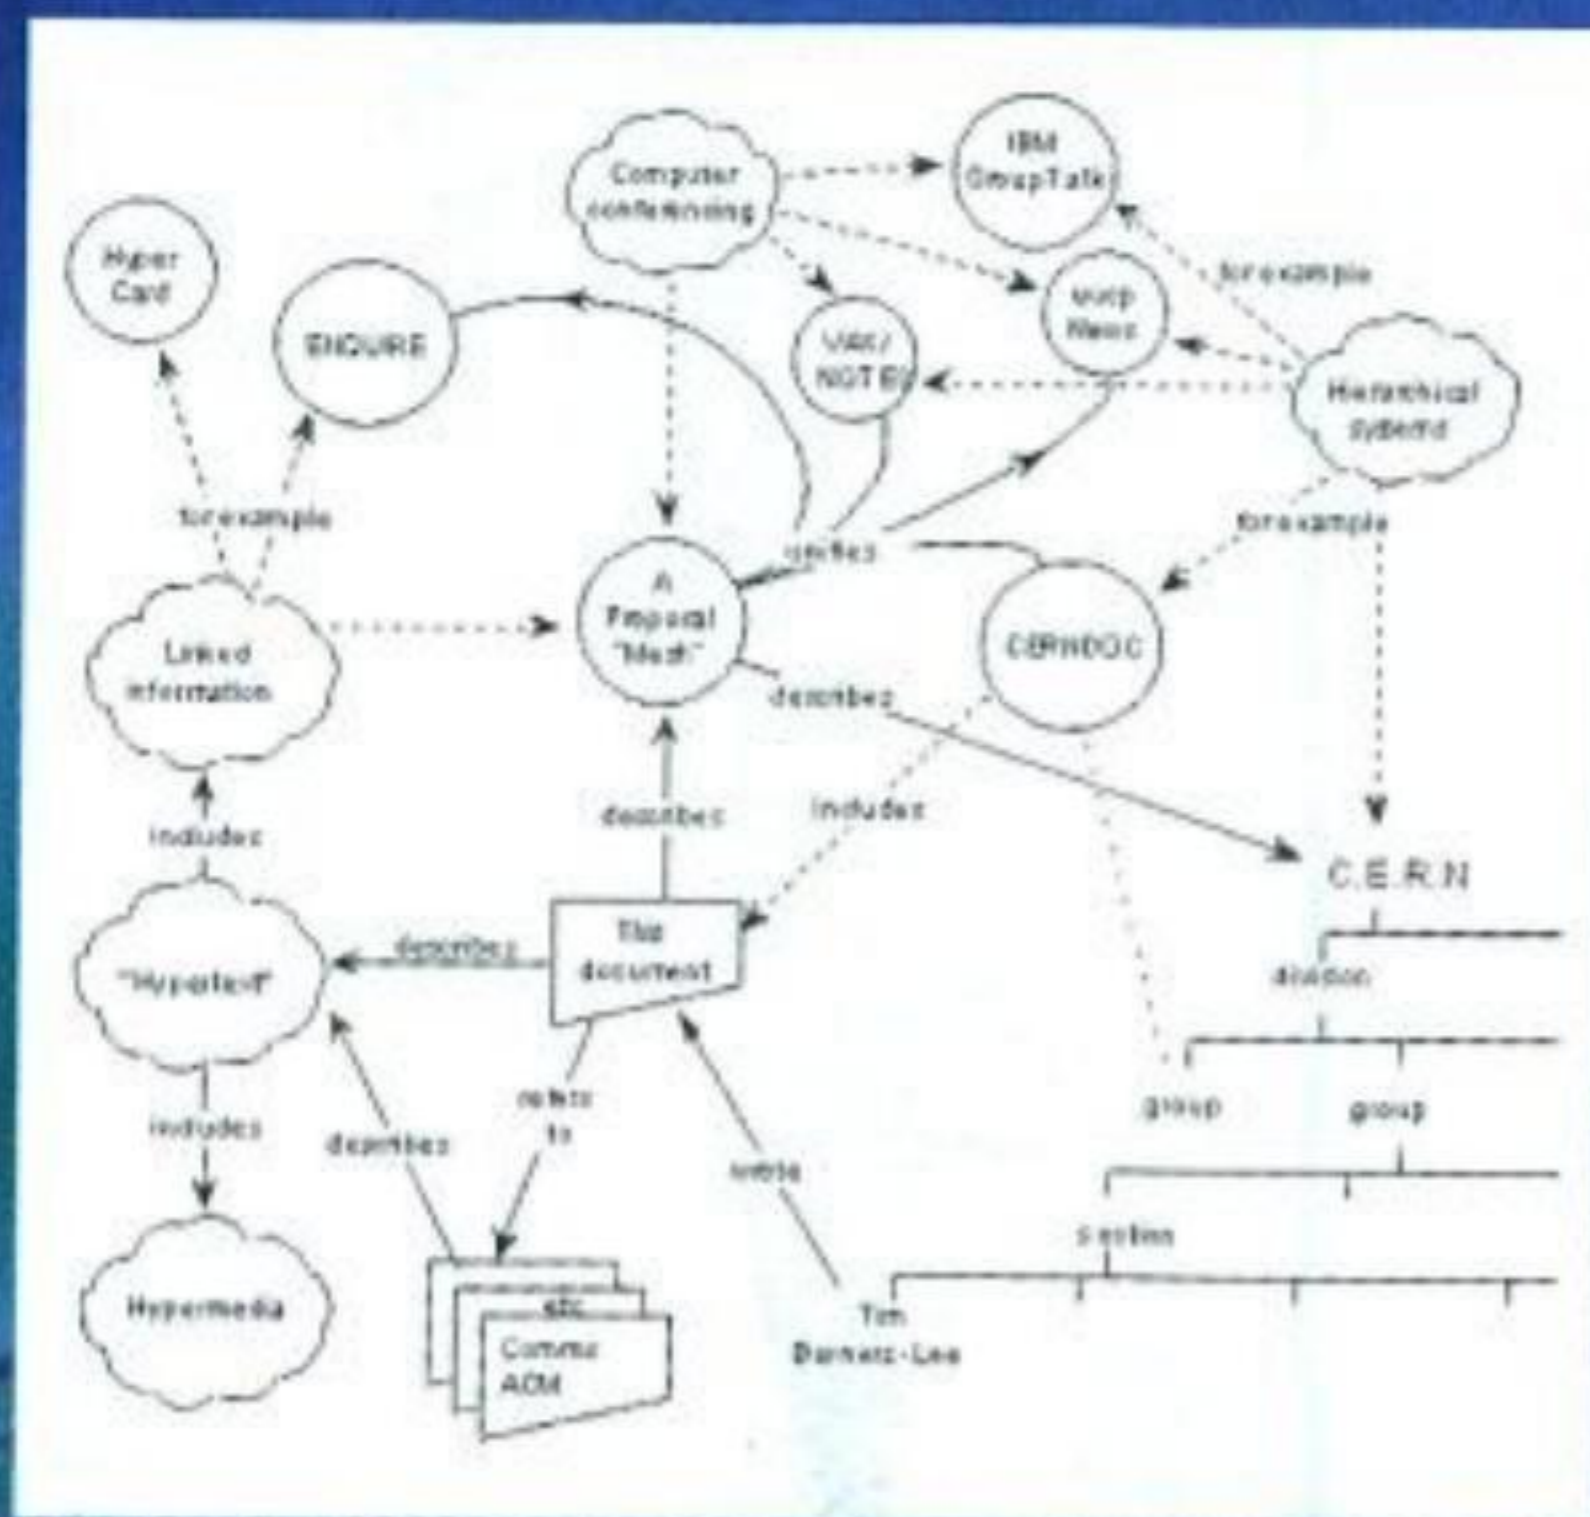 IBM
GroupTalk
Computer
conferencing
Hyper
Card
for example
uucp
News
ENQUIRE
VAX/
NOTES
Hierarchical
systems
for example
for example
unifies
A
Proposal
"Mesh"
CERNDOC
Linked
information
describes
includes
describes
includes
C.E.R.N
This
document
describes
"Hypertext"
division
includes
refers
to
describes
group
group
wrote
section
Hypermedia
etc
Comms
ACM
Tim
Berners-Lee